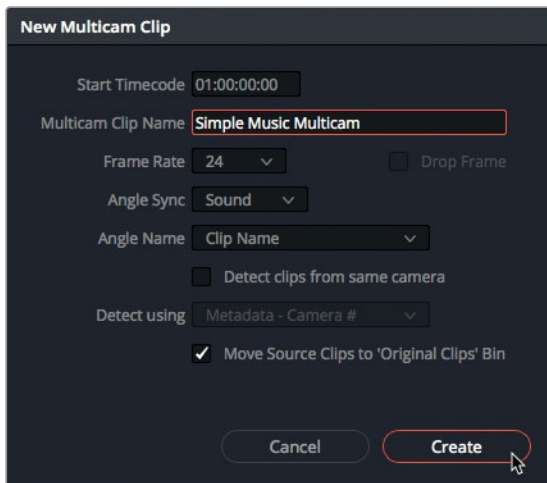 New Multicam Clip
Start Timecode 01:00:00:00
Multicam Clip Name Simple Music Multicam
Frame Rate 24 Drop Frame
Angle Sync Sound
Angle Name Clip Name
Detect clips from same camera
Detect using Metadata - Camera #
Move Source Clips to 'Original Clips' Bin
Cancel Create